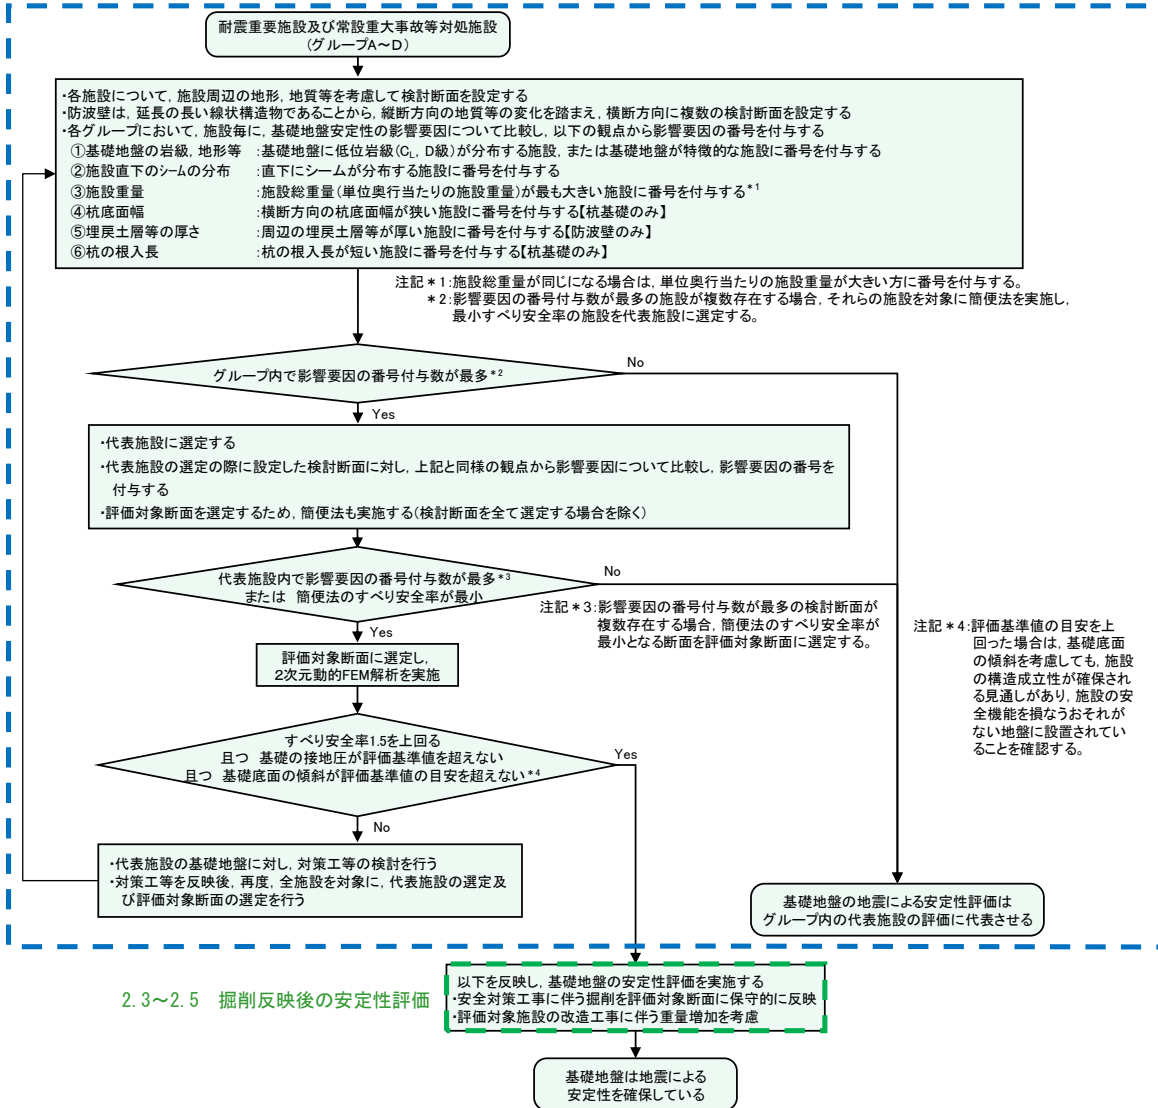 耐震重要施設及び常設重大事故等対処施設
(グループA～D)
・各施設について, 施設周辺の地形, 地質等を考慮して検討断面を設定する
・防波壁は, 延長の長い線状構造物であることから, 縦断方向の地質等の変化を踏まえ, 横断方向に複数の検討断面を設定する
・各グループにおいて, 施設毎に, 基礎地盤安定性の影響要因について比較し, 以下の観点から影響要因の番号を付与する
①基礎地盤の岩級, 地形等 :基礎地盤に低位岩級(CL, D級)が分布する施設, または基礎地盤が特徴的な施設に番号を付与する
②施設直下のシームの分布 :直下にシームが分布する施設に番号を付与する
③施設重量 :施設総重量(単位奥行当たりの施設重量)が最も大きい施設に番号を付与する*1
④杭底面幅 :横断方向の杭底面幅が狭い施設に番号を付与する【杭基礎のみ】
⑤埋戻土層等の厚さ :周辺の埋戻土層等が厚い施設に番号を付与する【防波壁のみ】
⑥杭の根入長 :杭の根入長が短い施設に番号を付与する【杭基礎のみ】
注記＊1:施設総重量が同じになる場合は, 単位奥行当たりの施設重量が大きい方に番号を付与する。
＊2:影響要因の番号付与数が最多の施設が複数存在する場合, それらの施設を対象に簡便法を実施し,
最小すべり安全率の施設を代表施設に選定する。
グループ内で影響要因の番号付与数が最多*2
No
Yes
・代表施設に選定する
・代表施設の選定の際に設定した検討断面に対し, 上記と同様の観点から影響要因について比較し, 影響要因の番号を
付与する
・評価対象断面を選定するため, 簡便法も実施する(検討断面を全て選定する場合を除く)
代表施設内で影響要因の番号付与数が最多*3
または 簡便法のすべり安全率が最小
No
Yes
注記＊3:影響要因の番号付与数が最多の検討断面が
複数存在する場合, 簡便法のすべり安全率が
最小となる断面を評価対象断面に選定する。
注記＊4:評価基準値の目安を上
回った場合は, 基礎底面
の傾斜を考慮しても, 施設
の構造成立性が確保され
る見通しがあり, 施設の安
全機能を損なうおそれが
ない地盤に設置されてい
ることを確認する。
評価対象断面に選定し,
2次元動的FEM解析を実施
すべり安全率1.5を上回る
且つ 基礎の接地圧が評価基準値を超えない
且つ 基礎底面の傾斜が評価基準値の目安を超えない*4
Yes
No
・代表施設の基礎地盤に対し, 対策工等の検討を行う
・対策工等を反映後, 再度, 全施設を対象に, 代表施設の選定及
び評価対象断面の選定を行う
基礎地盤の地震による安定性評価は
グループ内の代表施設の評価に代表させる
2.3～2.5 掘削反映後の安定性評価
以下を反映し, 基礎地盤の安定性評価を実施する
・安全対策工事に伴う掘削を評価対象断面に保守的に反映
・評価対象施設の改造工事に伴う重量増加を考慮
基礎地盤は地震による
安定性を確保している